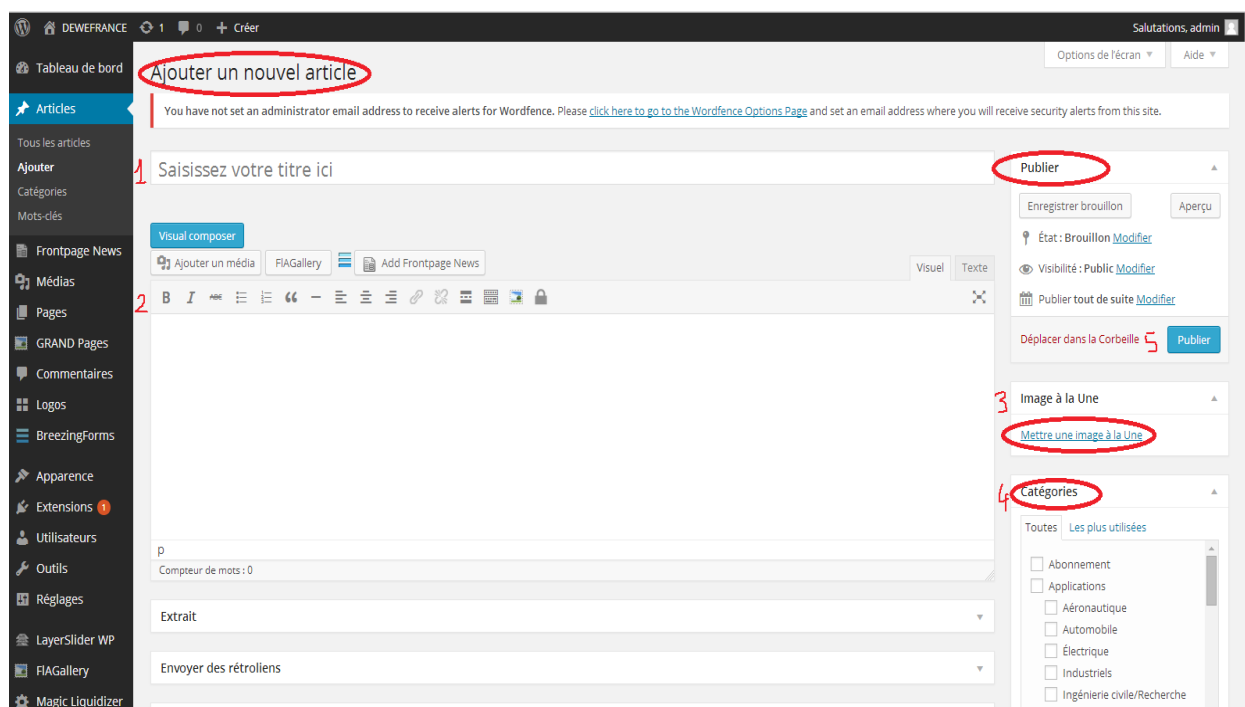 DEWEFRANCE 1 0 + Créer Salutations, admin
Options de l'écran Aide
Tableau de bord
Articles
Tous les articles
Ajouter
Catégories
Mots-clés
Frontpage News
Médias
Pages
GRAND Pages
Commentaires
Logos
BreezingForms
Apparence
Extensions 1
Utilisateurs
Outils
Réglages
LayerSlider WP
FlAGallery
Magic Liquidizer
Ajouter un nouvel article
You have not set an administrator email address to receive alerts for Wordfence. Please click here to go to the Wordfence Options Page and set an email address where you will receive security alerts from this site.
1 Saisissez votre titre ici
Visual composer
Ajouter un média FlAGallery Add Frontpage News Visuel Texte
2 B I ABC
p
Compteur de mots : 0
Extrait
Envoyer des rétroliens
Publier
Enregistrer brouillon Aperçu
État : Brouillon Modifier
Visibilité : Public Modifier
Publier tout de suite Modifier
Déplacer dans la Corbeille 5 Publier
3 Image à la Une
Mettre une image à la Une
4 Catégories
Toutes Les plus utilisées
Abonnement
Applications
Aéronautique
Automobile
Électrique
Industriels
Ingénierie civile/Recherche